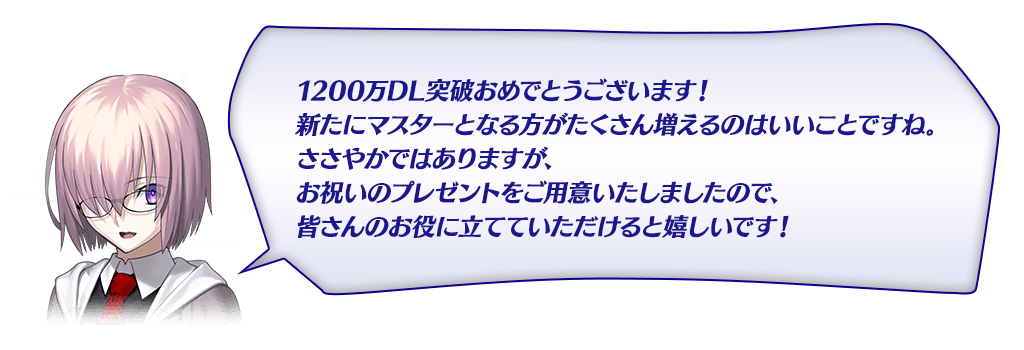 1200万DL突破おめでとうございます!
新たにマスターとなる方がたくさん増えるのはいいことですね。
ささやかではありますが、
お祝いのプレゼントをご用意いたしましたので、
皆さんのお役に立てていただけると嬉しいです!